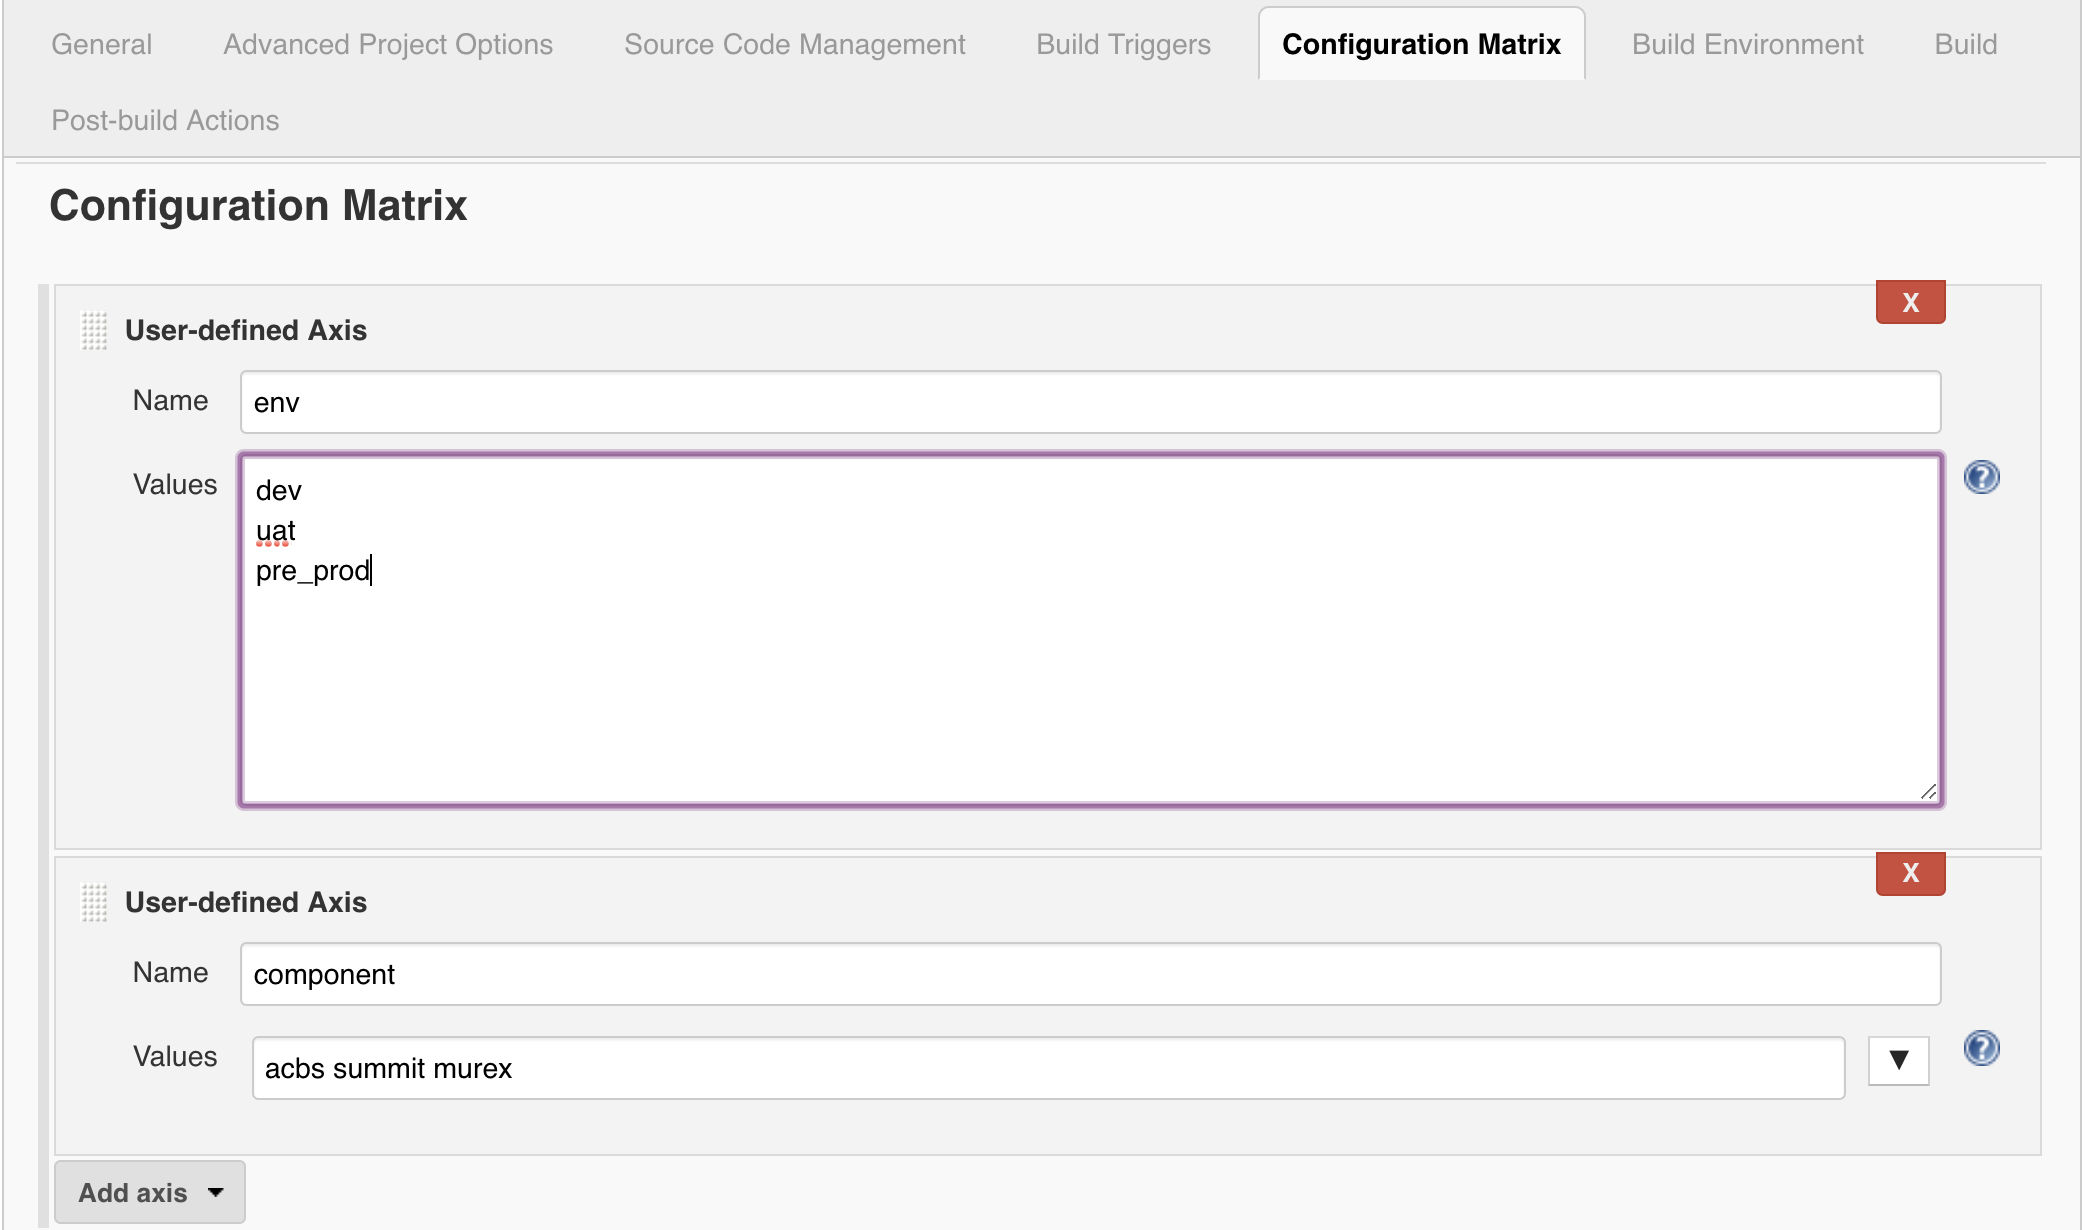 General Advanced Project Options Source Code Management Build Triggers Configuration Matrix Build Environment Build
Post-build Actions
Configuration Matrix
X
User-defined Axis
Name env
Values dev
uat
pre_prod
X
User-defined Axis
Name component
Values acbs summit murex
Add axis